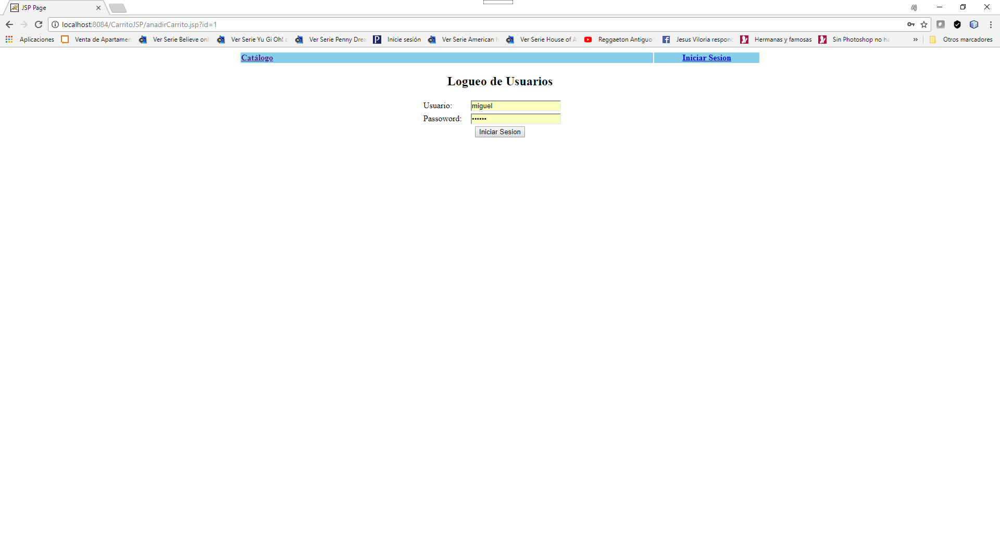 JSP Page
Aj
localhost:8084/CarritoJSP/anadirCarrito.jsp?id=1
Aplicaciones Venta de Apartamen Ver Serie Believe onl Ver Serie Yu Gi Oh! c Ver Serie Penny Drea Inicie sesión Ver Serie American h Ver Serie House of A Reggaeton Antiguo Jesus Viloria respon Hermanas y famosas Sin Photoshop no ha » Otros marcadores
Catálogo Iniciar Sesion
Logueo de Usuarios
Usuario: miguel
Passoword: ••••••
Iniciar Sesion